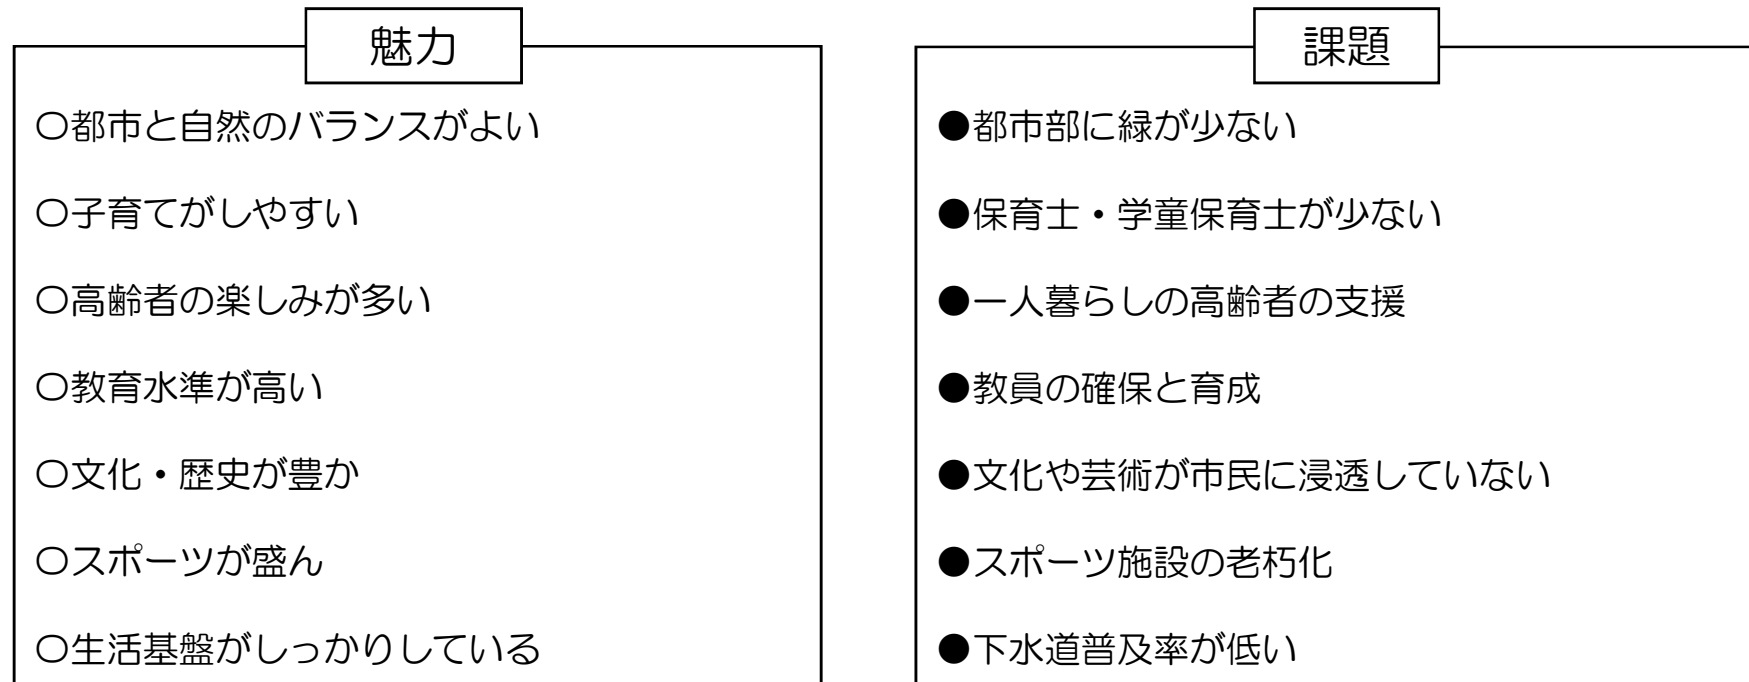 魅力
〇都市と自然のバランスがよい
〇子育てがしやすい
〇高齢者の楽しみが多い
〇教育水準が高い
〇文化・歴史が豊か
〇スポーツが盛ん
〇生活基盤がしっかりしている
課題
●都市部に緑が少ない
●保育士・学童保育士が少ない
●一人暮らしの高齢者の支援
●教員の確保と育成
●文化や芸術が市民に浸透していない
●スポーツ施設の老朽化
●下水道普及率が低い